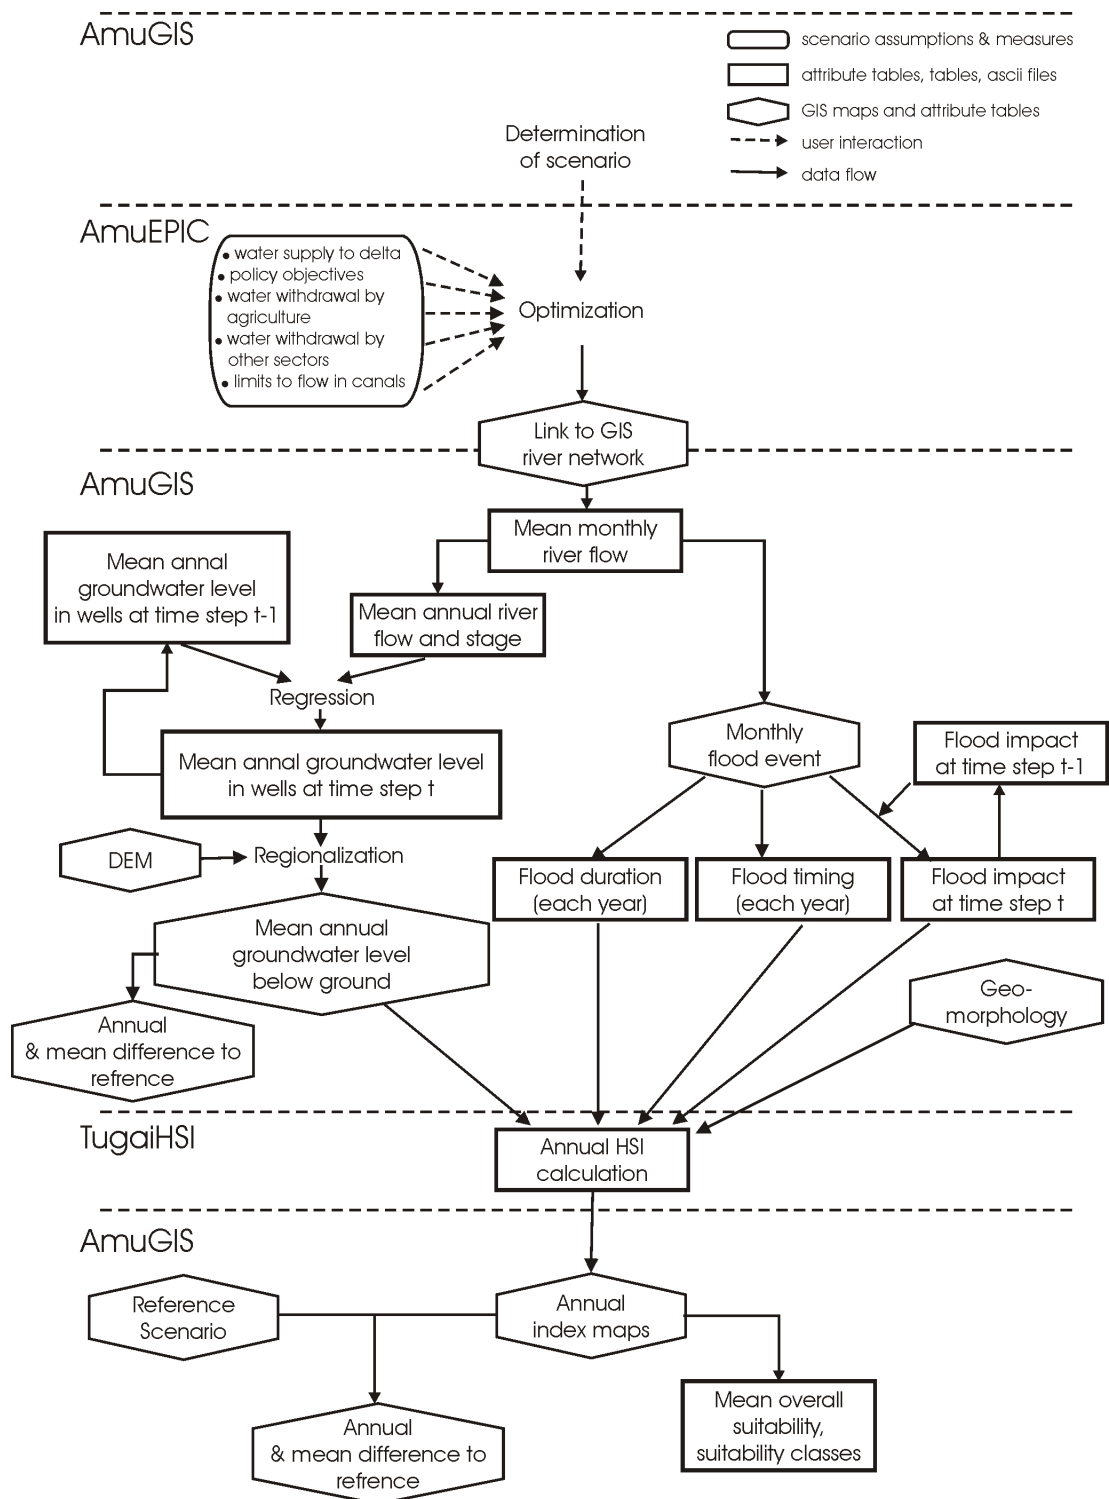 AmuGIS
scenario assumptions & measures
attribute tables, tables, ascii files
GIS maps and attribute tables
user interaction
data flow
Determination
of scenario
AmuEPIC
• water supply to delta
• policy objectives
• water withdrawal by
agriculture
• water withdrawal by
other sectors
• limits to flow in canals
Optimization
Link to GIS
river network
AmuGIS
Mean monthly
river flow
Mean annal
groundwater level
in wells at time step t-1
Mean annual river
flow and stage
Regression
Mean annal groundwater level
in wells at time step t
Monthly
flood event
Flood impact
at time step t-1
DEM
Regionalization
Flood duration
(each year)
Flood timing
(each year)
Flood impact
at time step t
Mean annual
groundwater level
below ground
Geo-
morphology
Annual
& mean difference to
refrence
TugaiHSI
Annual HSI
calculation
AmuGIS
Reference
Scenario
Annual
index maps
Mean overall
suitability,
suitability classes
Annual
& mean difference to
refrence